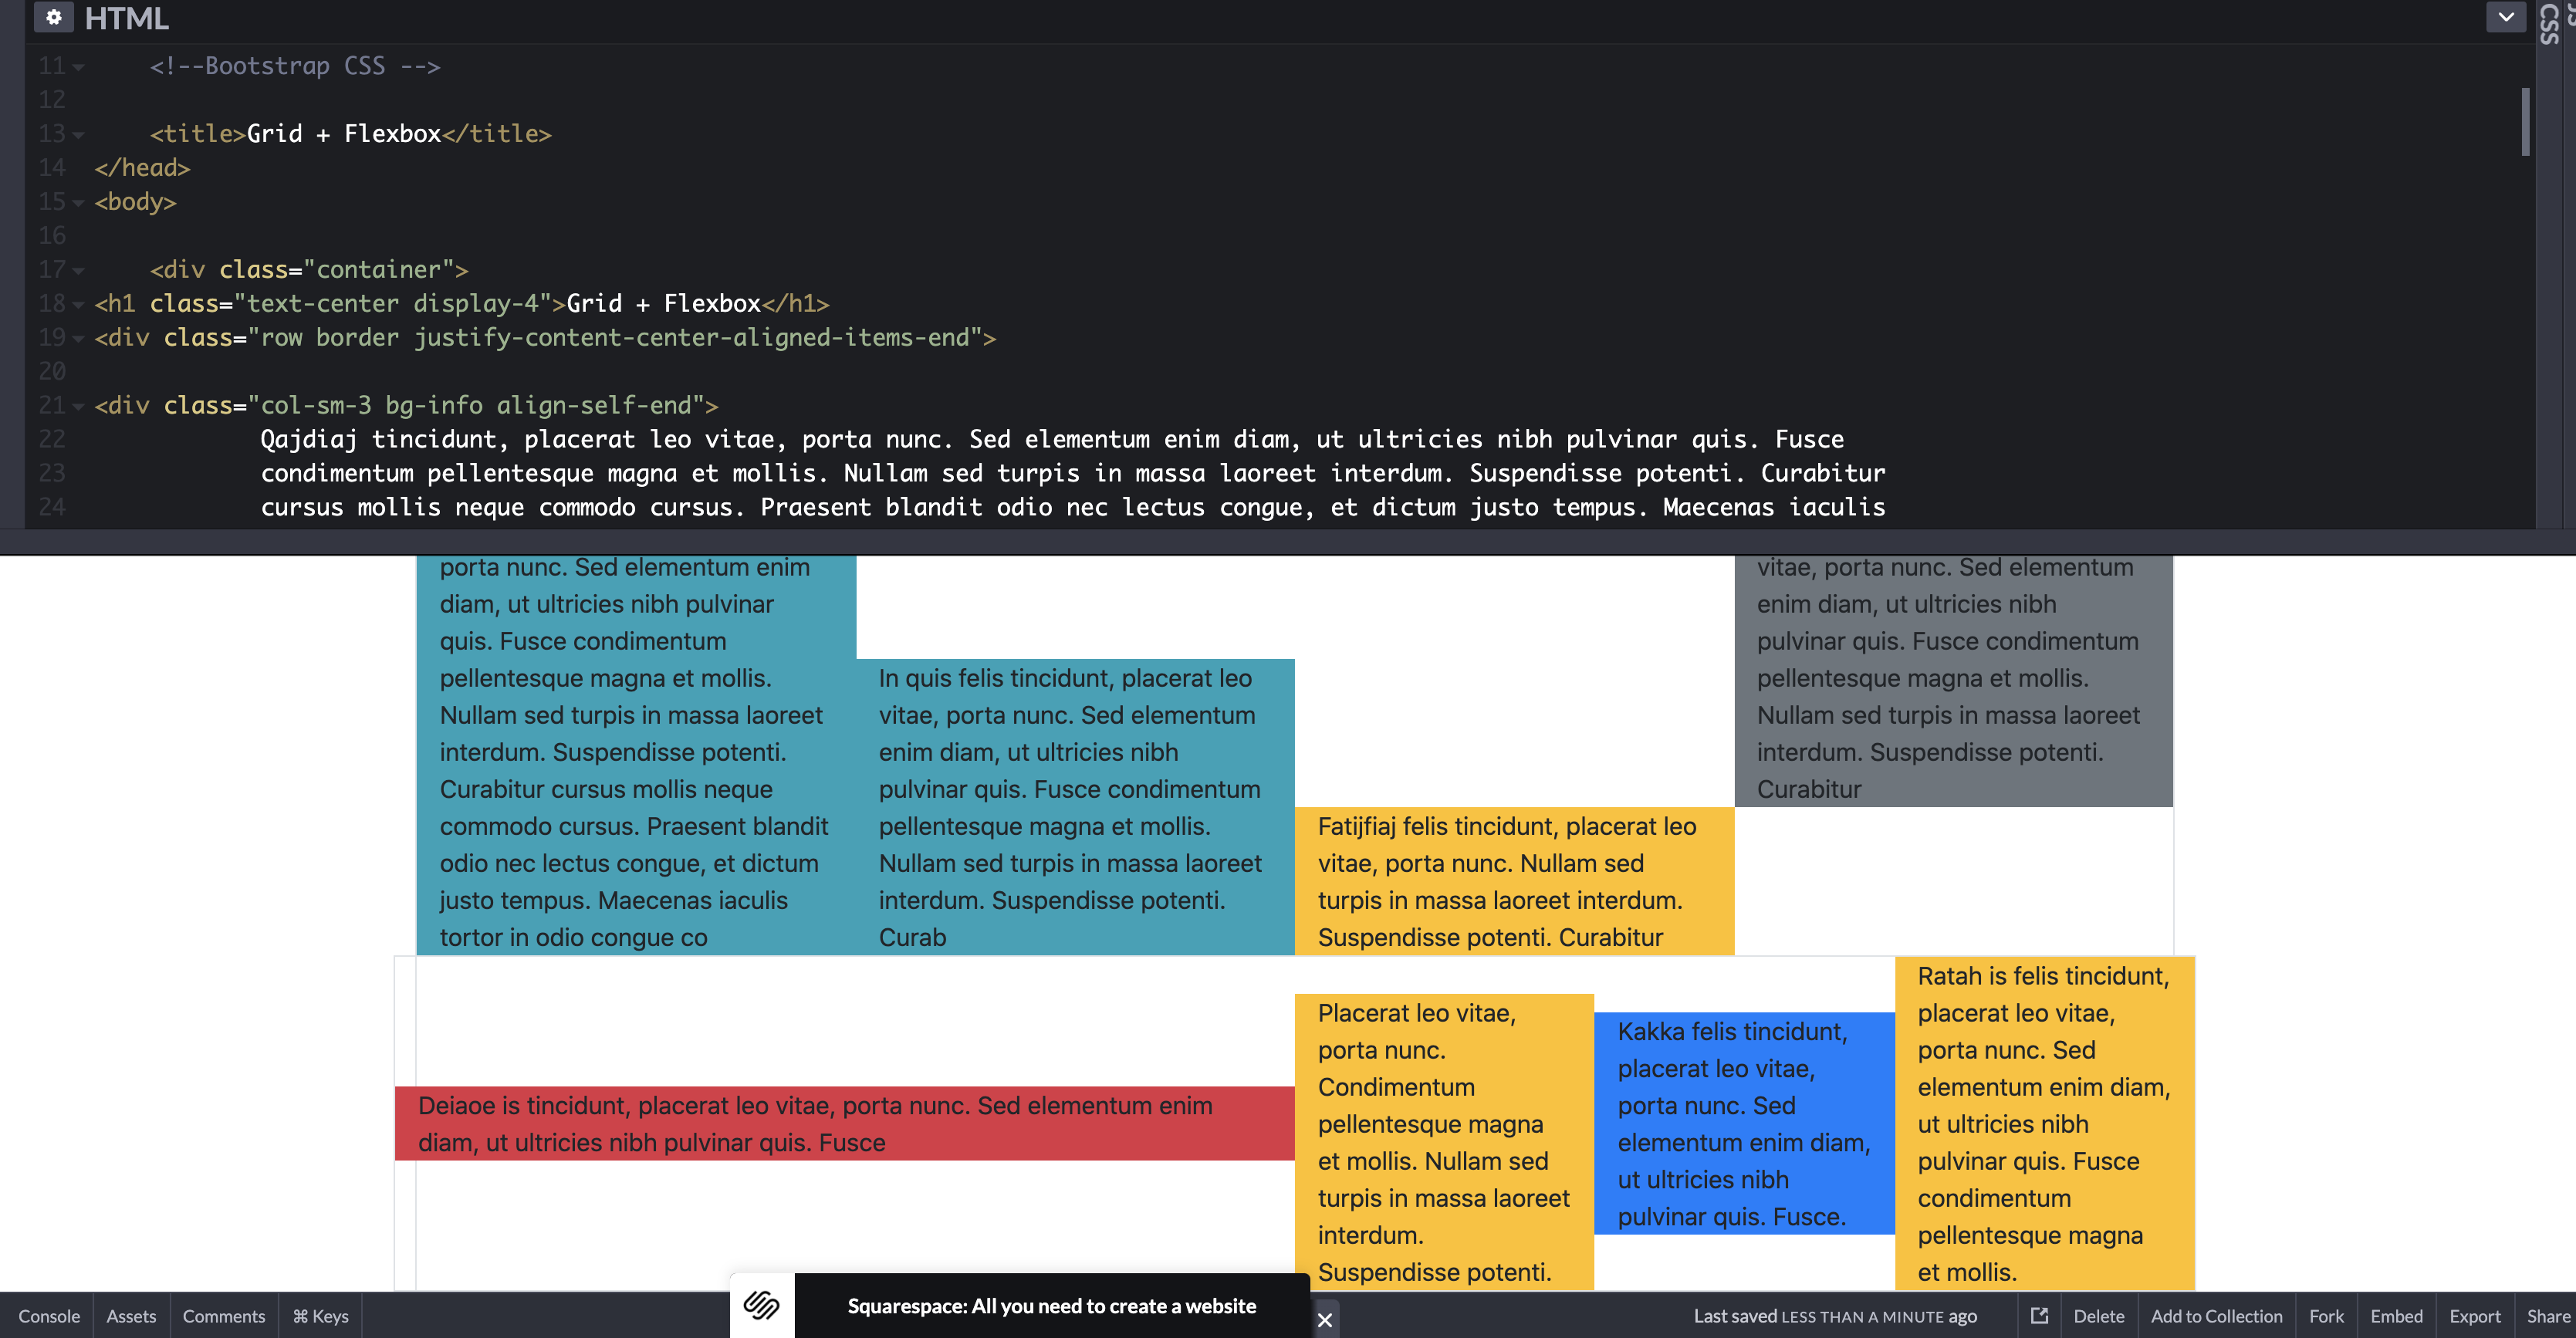 HTML
CSS
JS
11 <!--Bootstrap CSS -->
12
13 <title>Grid + Flexbox</title>
14 </head>
15 <body>
16
17 <div class="container">
18 <h1 class="text-center display-4">Grid + Flexbox</h1>
19 <div class="row border justify-content-center-aligned-items-end">
20
21 <div class="col-sm-3 bg-info align-self-end">
22 Qajdiaj tincidunt, placerat leo vitae, porta nunc. Sed elementum enim diam, ut ultricies nibh pulvinar quis. Fusce
23 condimentum pellentesque magna et mollis. Nullam sed turpis in massa laoreet interdum. Suspendisse potenti. Curabitur
24 cursus mollis neque commodo cursus. Praesent blandit odio nec lectus congue, et dictum justo tempus. Maecenas iaculis
porta nunc. Sed elementum enim
diam, ut ultricies nibh pulvinar
quis. Fusce condimentum
pellentesque magna et mollis.
Nullam sed turpis in massa laoreet
interdum. Suspendisse potenti.
Curabitur cursus mollis neque
commodo cursus. Praesent blandit
odio nec lectus congue, et dictum
justo tempus. Maecenas iaculis
tortor in odio congue co
In quis felis tincidunt, placerat leo
vitae, porta nunc. Sed elementum
enim diam, ut ultricies nibh
pulvinar quis. Fusce condimentum
pellentesque magna et mollis.
Nullam sed turpis in massa laoreet
interdum. Suspendisse potenti.
Curab
Fatijfiaj felis tincidunt, placerat leo
vitae, porta nunc. Nullam sed
turpis in massa laoreet interdum.
Suspendisse potenti. Curabitur
vitae, porta nunc. Sed elementum
enim diam, ut ultricies nibh
pulvinar quis. Fusce condimentum
pellentesque magna et mollis.
Nullam sed turpis in massa laoreet
interdum. Suspendisse potenti.
Curabitur
Deiaoe is tincidunt, placerat leo vitae, porta nunc. Sed elementum enim
diam, ut ultricies nibh pulvinar quis. Fusce
Placerat leo vitae,
porta nunc.
Condimentum
pellentesque magna
et mollis. Nullam sed
turpis in massa laoreet
interdum.
Suspendisse potenti.
Kakka felis tincidunt,
placerat leo vitae,
porta nunc. Sed
elementum enim diam,
ut ultricies nibh
pulvinar quis. Fusce.
Ratah is felis tincidunt,
placerat leo vitae,
porta nunc. Sed
elementum enim diam,
ut ultricies nibh
pulvinar quis. Fusce
condimentum
pellentesque magna
et mollis.
Console Assets Comments ⌘ Keys
Squarespace: All you need to create a website
Last saved LESS THAN A MINUTE ago
Delete Add to Collection Fork Embed Export Share